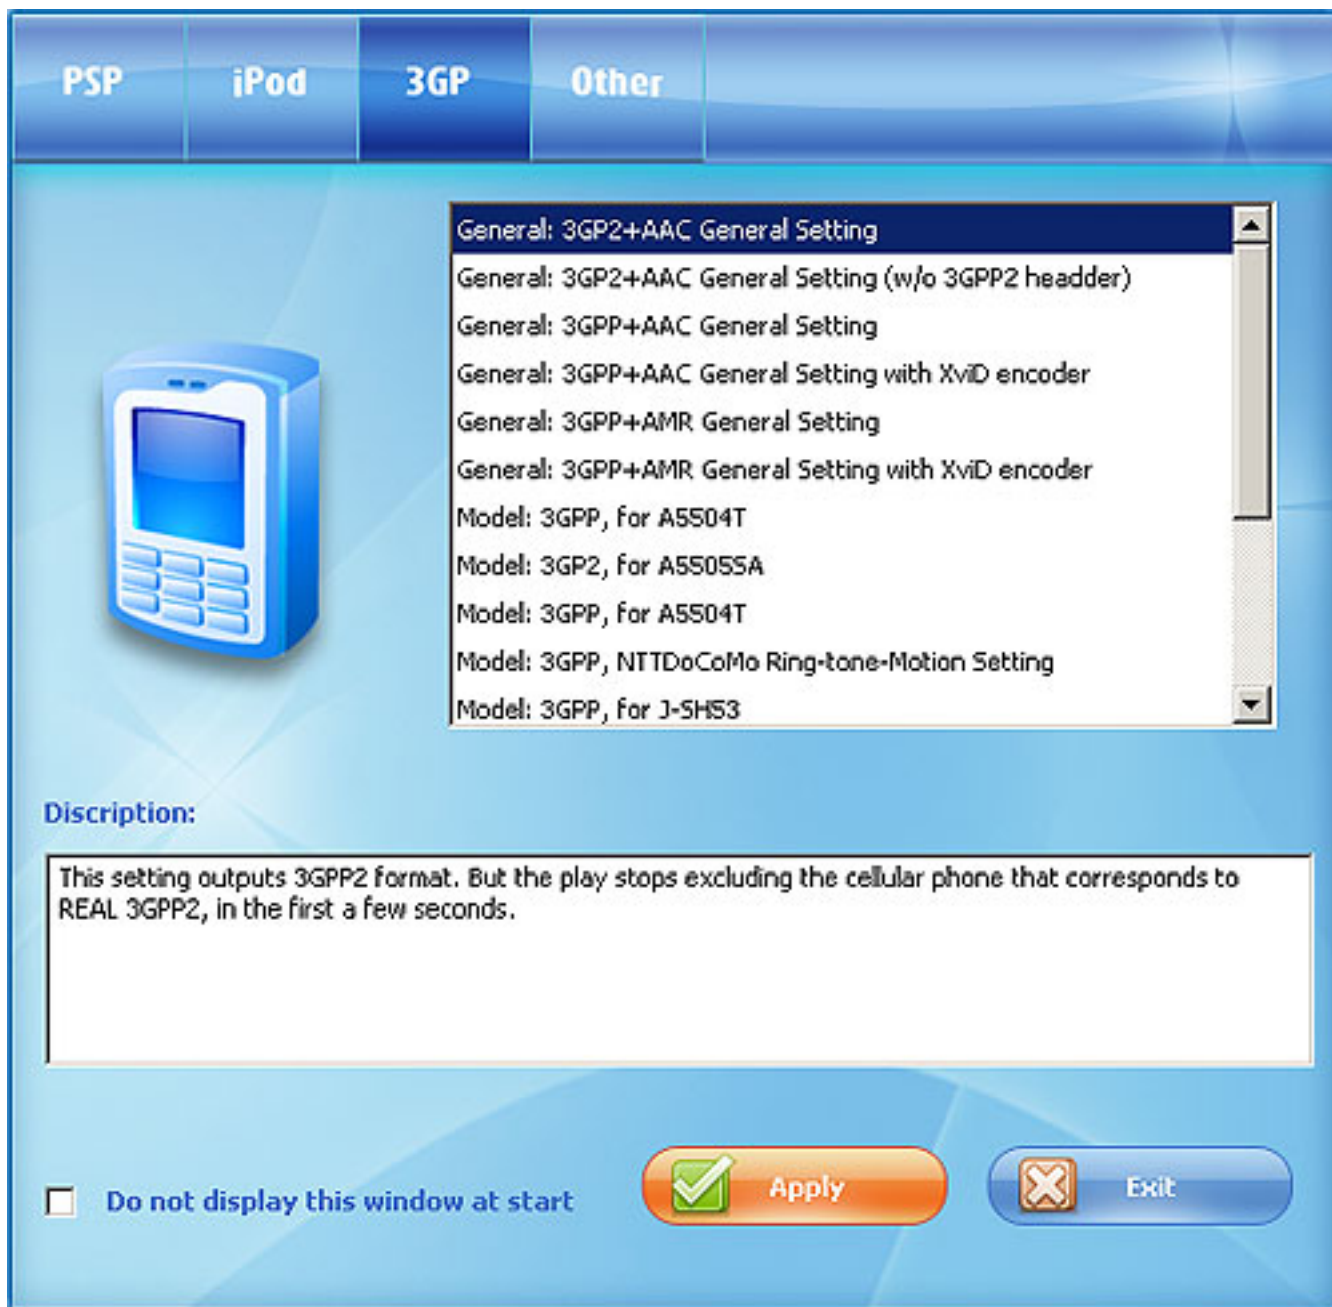 PSP iPod 3GP Other
General: 3GP2+AAC General Setting
General: 3GP2+AAC General Setting (w/o 3GPP2 headder)
General: 3GPP+AAC General Setting
General: 3GPP+AAC General Setting with XviD encoder
General: 3GPP+AMR General Setting
General: 3GPP+AMR General Setting with XviD encoder
Model: 3GPP, for A5504T
Model: 3GP2, for A5505SA
Model: 3GPP, for A5504T
Model: 3GPP, NTTDoCoMo Ring-tone-Motion Setting
Model: 3GPP, for J-SH53
Discription:
This setting outputs 3GPP2 format. But the play stops excluding the cellular phone that corresponds to
REAL 3GPP2, in the first a few seconds.
Do not display this window at start
Apply
Exit